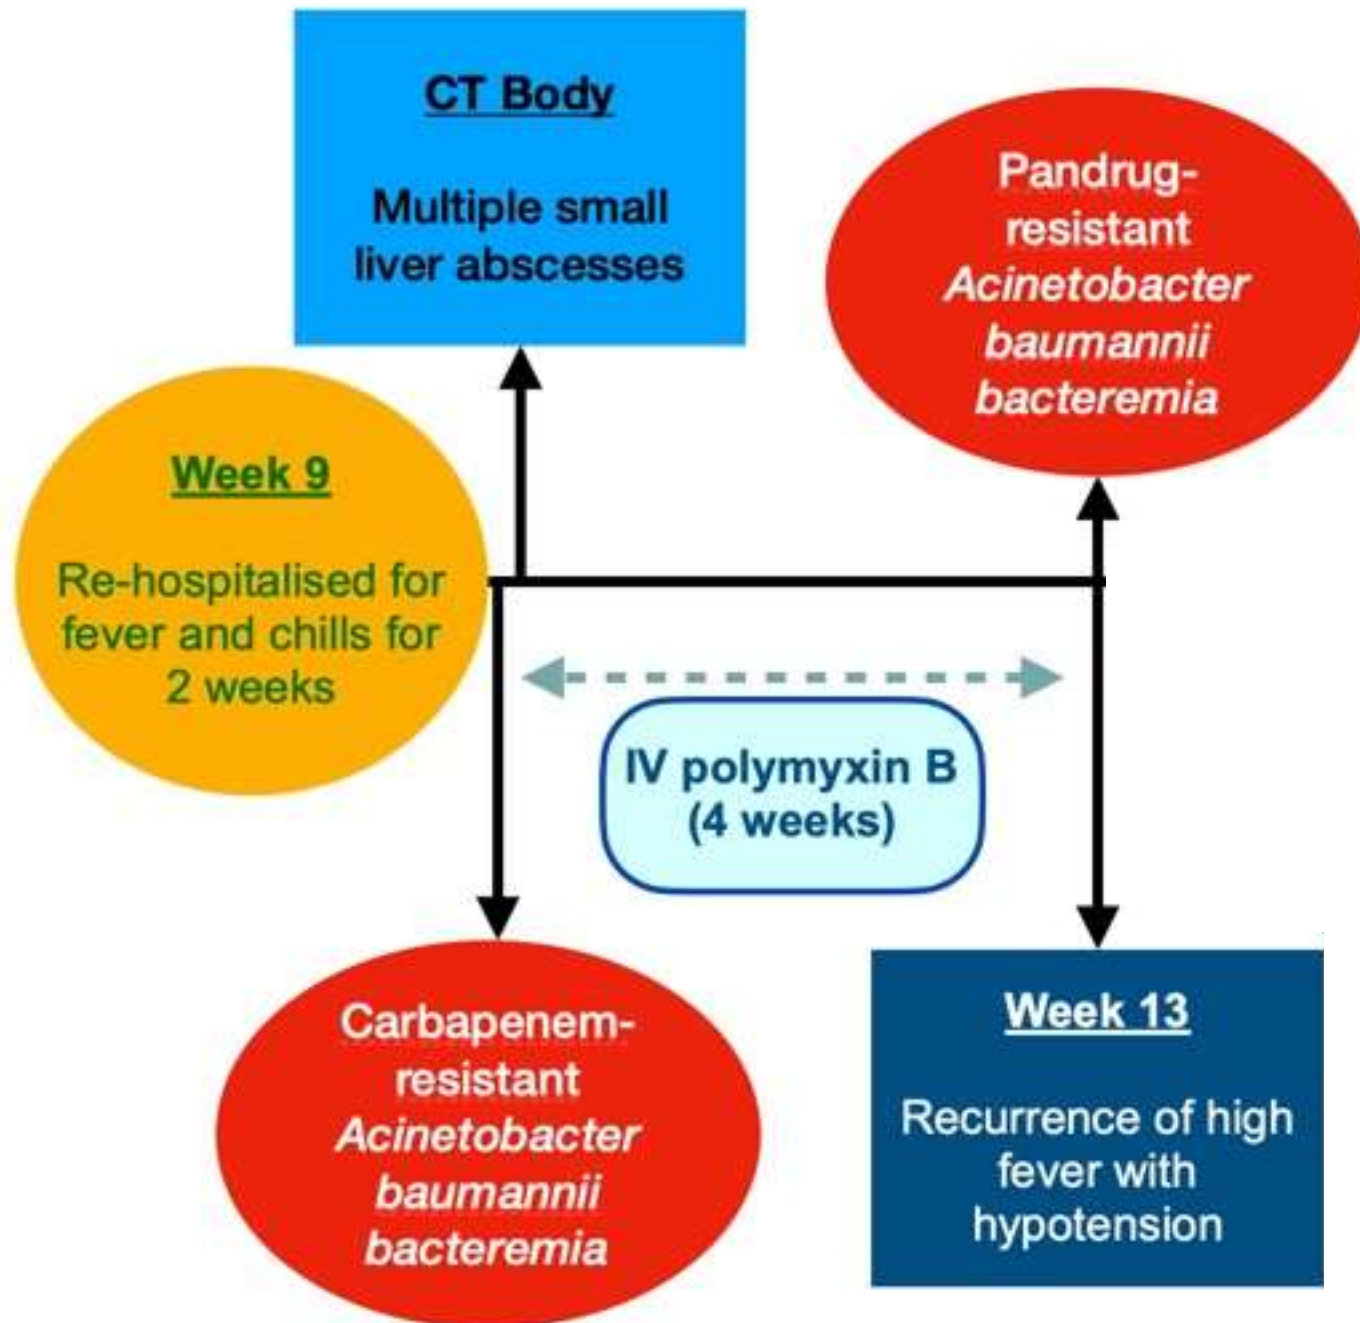 CT Body
Multiple small
liver abscesses
Pandrug-
resistant
Acinetobacter
baumannii
bacteremia
Week 9
Re-hospitalised for
fever and chills for
2 weeks
IV polymyxin B
(4 weeks)
Carbapenem-
resistant
Acinetobacter
baumannii
bacteremia
Week 13
Recurrence of high
fever with
hypotension